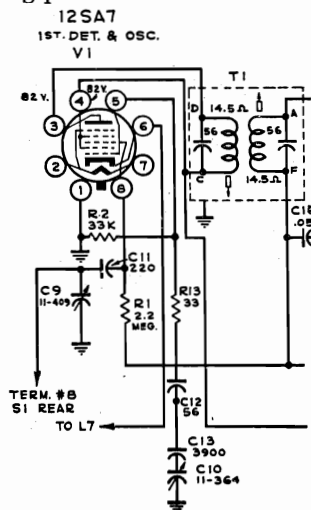 12SA7
1ST. DET. & OSC.
V1
82V.
4
82V.
5
3
6
2
7
1
8
T1
D
14.5Ω
A
56
56
C
14.5Ω
F
R2
33K
C11
220
C9
11-409
R1
2.2
MEG.
R13
33
TERM. #8
S1 REAR
TO L7
C12
56
C13
3900
C10
11-364
.05